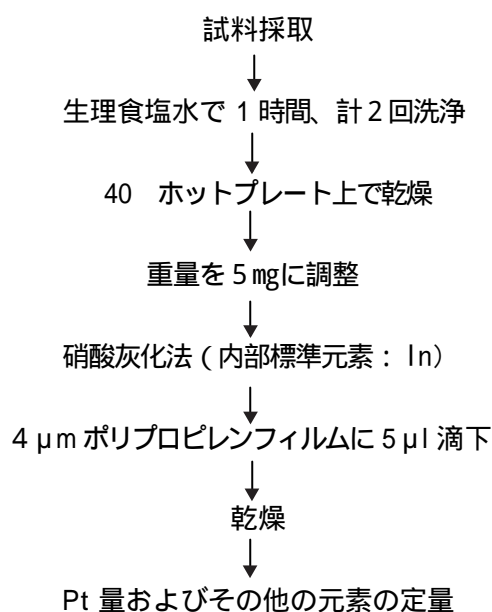 試料採取
生理食塩水で 1 時間、計 2 回洗浄
40　ホットプレート上で乾燥
重量を 5 ㎎に調整
硝酸灰化法 ( 内部標準元素 : In)
4 μm ポリプロピレンフィルムに 5 μl 滴下
乾燥
Pt 量およびその他の元素の定量